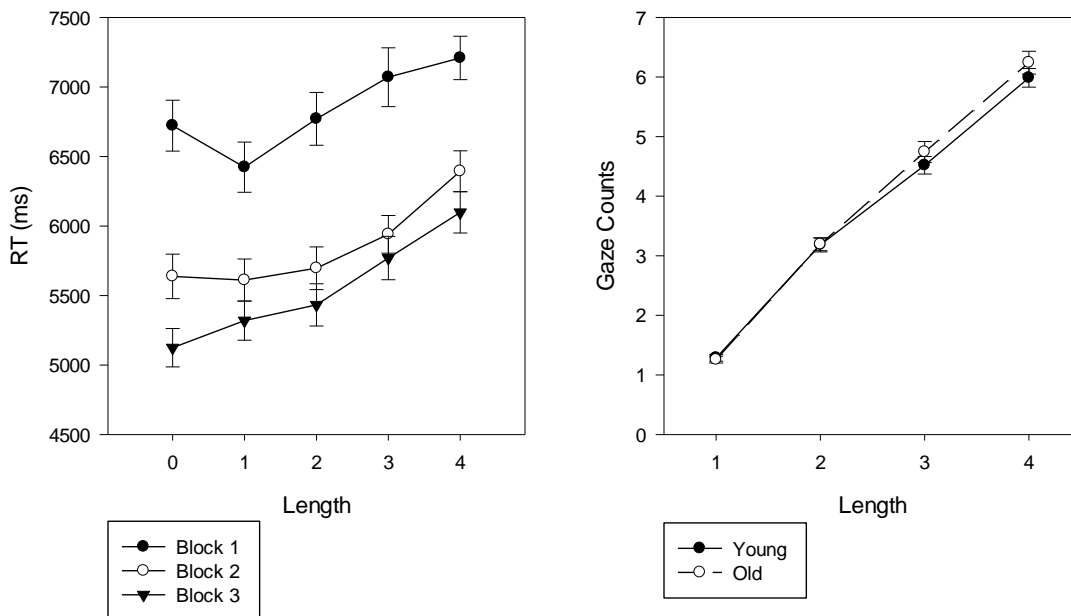 7500
7000
6500
6000
5500
5000
4500
RT (ms)
0 1 2 3 4
Length
Block 1
Block 2
Block 3
7
6
5
4
3
2
1
0
Gaze Counts
1 2 3 4
Length
Young
Old